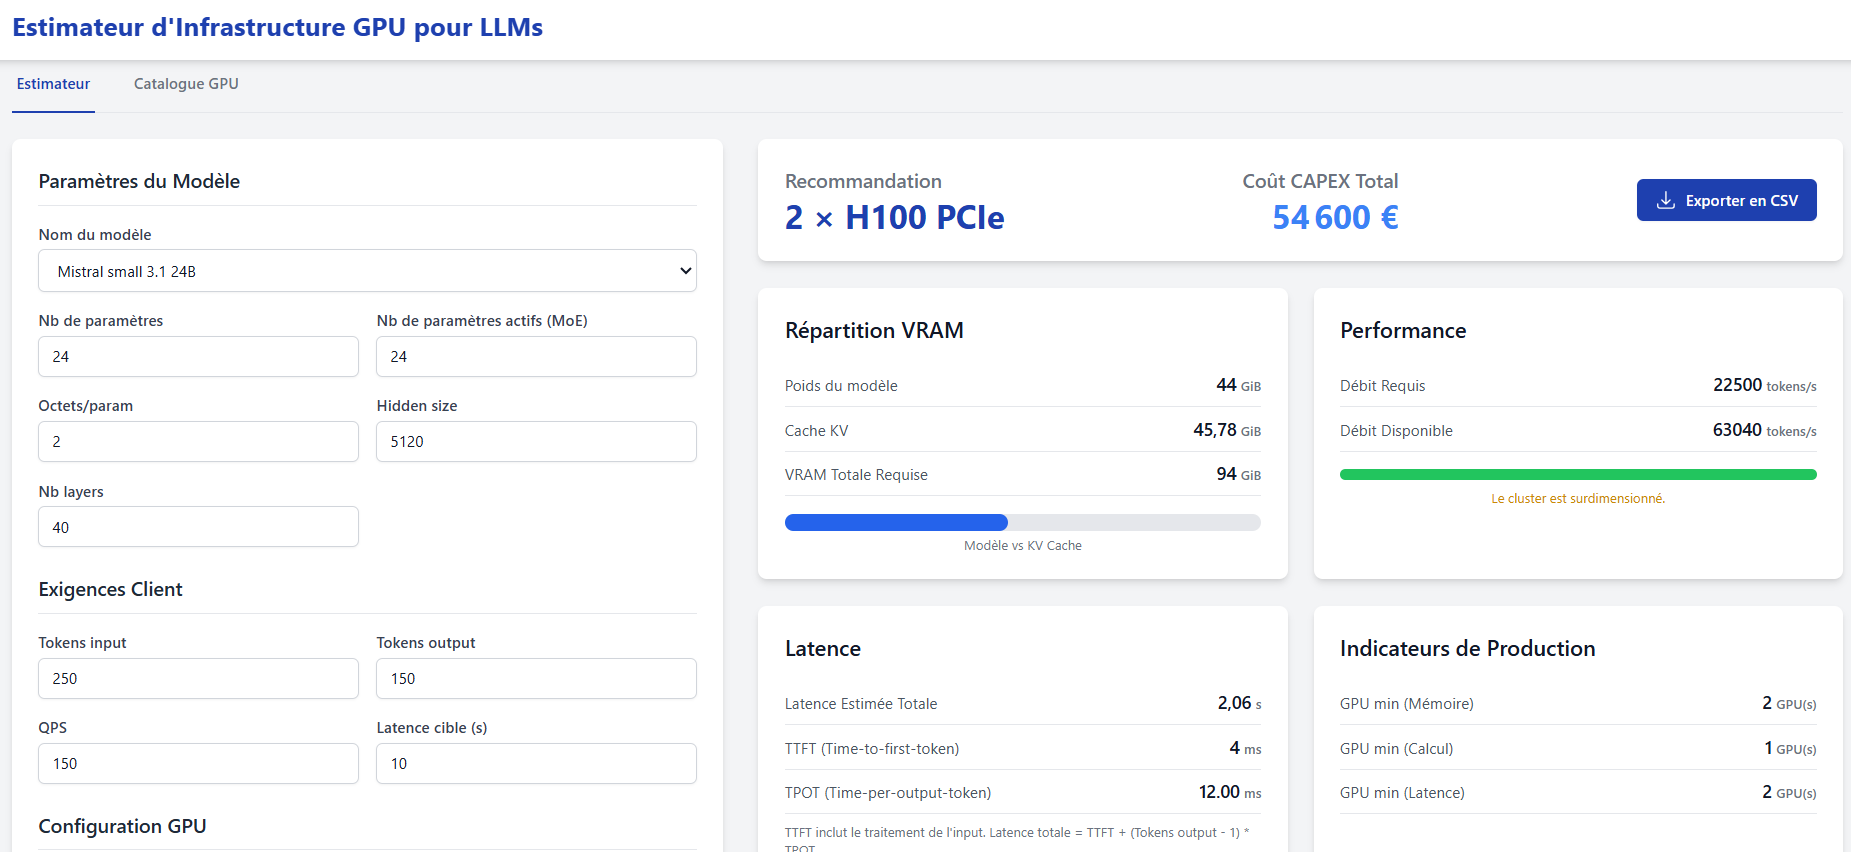 Estimateur d'Infrastructure GPU pour LLMs
Estimateur
Catalogue GPU
Paramètres du Modèle
Nom du modèle
Mistral small 3.1 24B
Nb de paramètres
Nb de paramètres actifs (MoE)
24
24
Octets/param
Hidden size
2
5120
Nb layers
40
Exigences Client
Tokens input
Tokens output
250
150
QPS
Latence cible (s)
150
10
Configuration GPU
Recommandation
2 × H100 PCIe
Coût CAPEX Total
54 600 €
Exporter en CSV
Répartition VRAM
Poids du modèle
44 GiB
Cache KV
45,78 GiB
VRAM Totale Requise
94 GiB
Modèle vs KV Cache
Performance
Débit Requis
22500 tokens/s
Débit Disponible
63040 tokens/s
Le cluster est surdimensionné.
Latence
Latence Estimée Totale
2,06 s
TTFT (Time-to-first-token)
4 ms
TPOT (Time-per-output-token)
12.00 ms
TTFT inclut le traitement de l'input. Latence totale = TTFT + (Tokens output - 1) *
TPOT
Indicateurs de Production
GPU min (Mémoire)
2 GPU(s)
GPU min (Calcul)
1 GPU(s)
GPU min (Latence)
2 GPU(s)